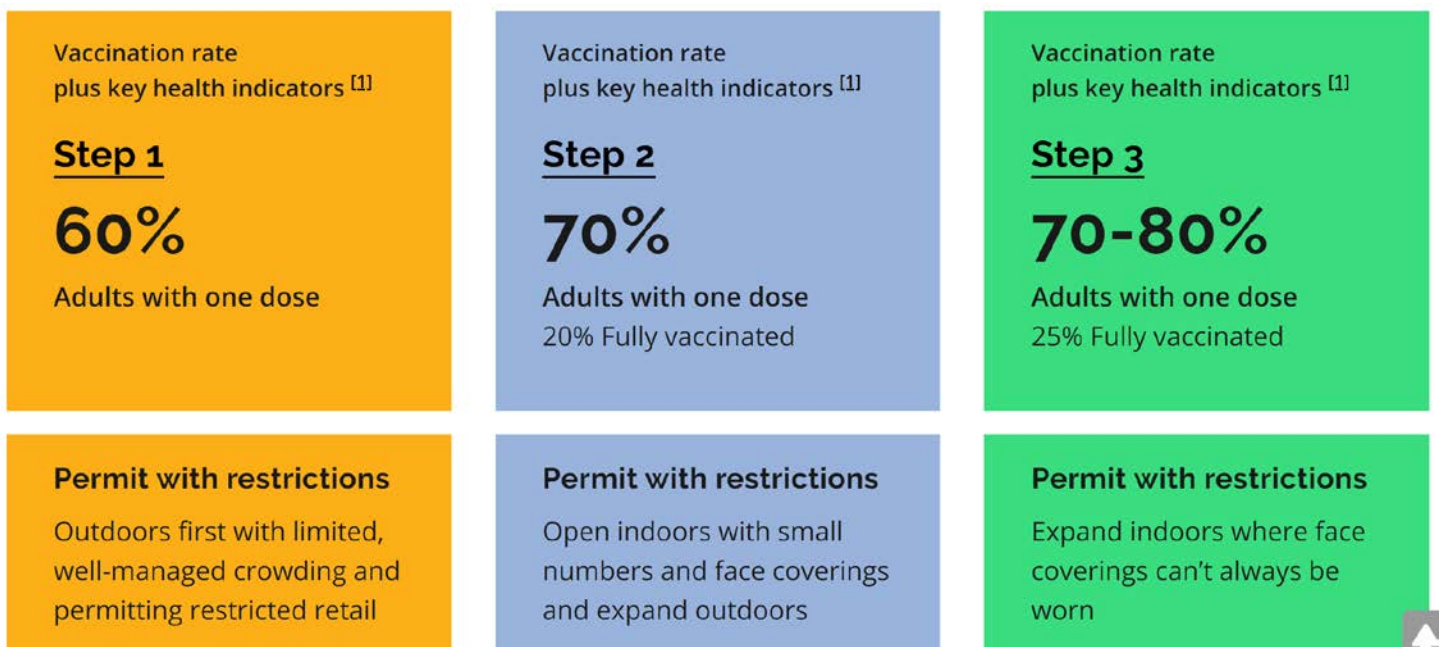 Vaccination rate
plus key health indicators [1]
Step 1
60%
Adults with one dose
Vaccination rate
plus key health indicators [1]
Step 2
70%
Adults with one dose
20% Fully vaccinated
Vaccination rate
plus key health indicators [1]
Step 3
70-80%
Adults with one dose
25% Fully vaccinated
Permit with restrictions
Outdoors first with limited,
well-managed crowding and
permitting restricted retail
Permit with restrictions
Open indoors with small
numbers and face coverings
and expand outdoors
Permit with restrictions
Expand indoors where face
coverings can't always be
worn